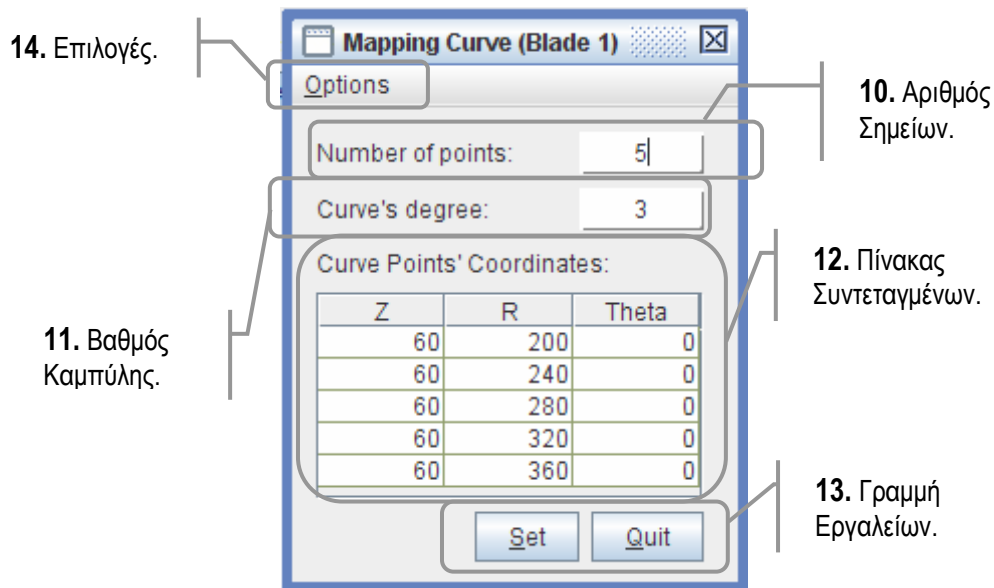 14. Επιλογές.
Mapping Curve (Blade 1)
Options
10. Αριθμός
Σημείων.
Number of points: 5
Curve's degree: 3
11. Βαθμός
Καμπύλης.
Curve Points' Coordinates:
Z R Theta
60 200 0
60 240 0
60 280 0
60 320 0
60 360 0
12. Πίνακας
Συντεταγμένων.
Set Quit
13. Γραμμή
Εργαλείων.